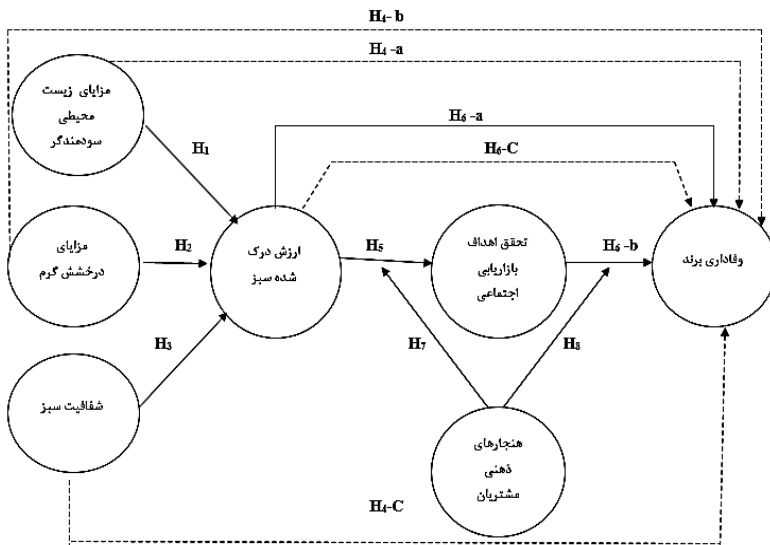 H4- b
H4 -a
مزایای زیست
محیطی
سودمندگر
H6 -a
H1
H6-C
مزایای
درخشش گرم
H2
ارزش درک
شده سبز
H5
تحقق اهداف
بازاریابی
اجتماعی
H6 -b
وفاداری برند
H3
H7
H8
شفافیت سبز
هنجارهای
ذهنی
مشتریان
H4-C